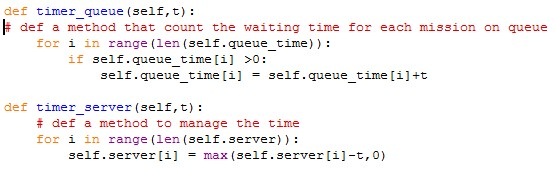 def timer_queue(self,t):
# def a method that count the waiting time for each mission on queue
    for i in range(len(self.queue_time)):
        if self.queue_time[i] >0:
            self.queue_time[i] = self.queue_time[i]+t

def timer_server(self,t):
    # def a method to manage the time
    for i in range(len(self.server)):
        self.server[i] = max(self.server[i]-t,0)